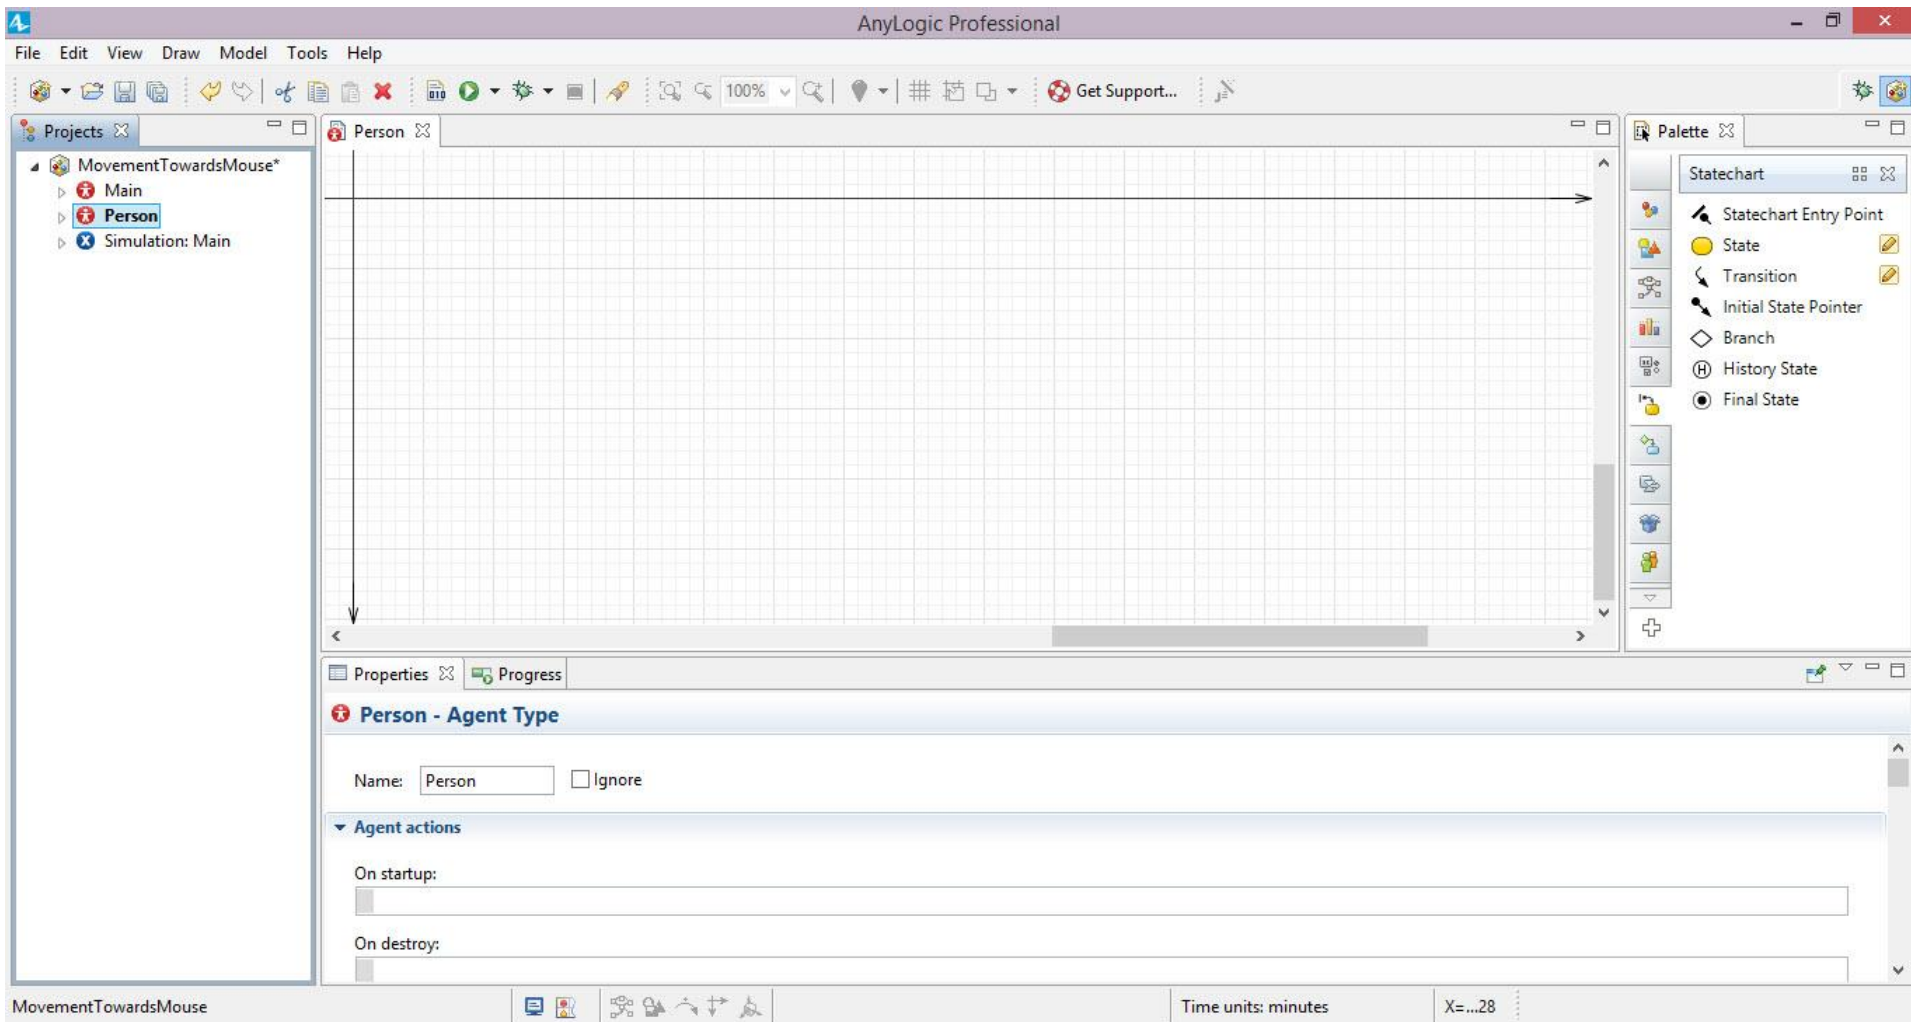 AnyLogic Professional
File Edit View Draw Model Tools Help
100%
Get Support...
Projects
MovementTowardsMouse*
Main
Person
Simulation: Main
Person
Palette
Statechart
Statechart Entry Point
State
Transition
Initial State Pointer
Branch
History State
Final State
Properties Progress
Person - Agent Type
Name: Person Ignore
Agent actions
On startup:
On destroy:
MovementTowardsMouse Time units: minutes X=...28